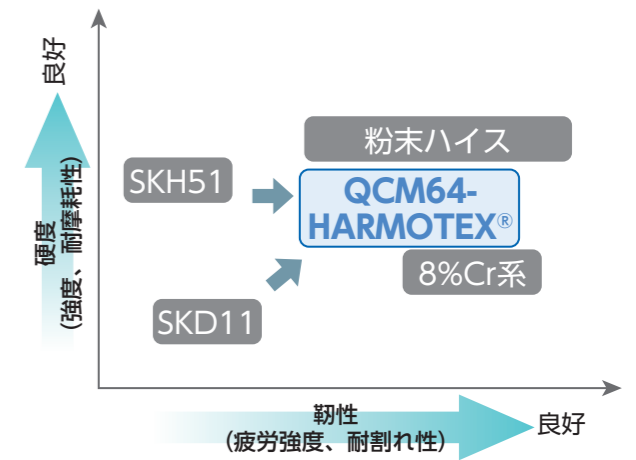 良好
硬度
(強度、耐摩耗性)
粉末ハイス
SKH51
QCM64-
HARMOTEX®
8%Cr系
SKD11
靭性
(疲労強度、耐割れ性)
良好